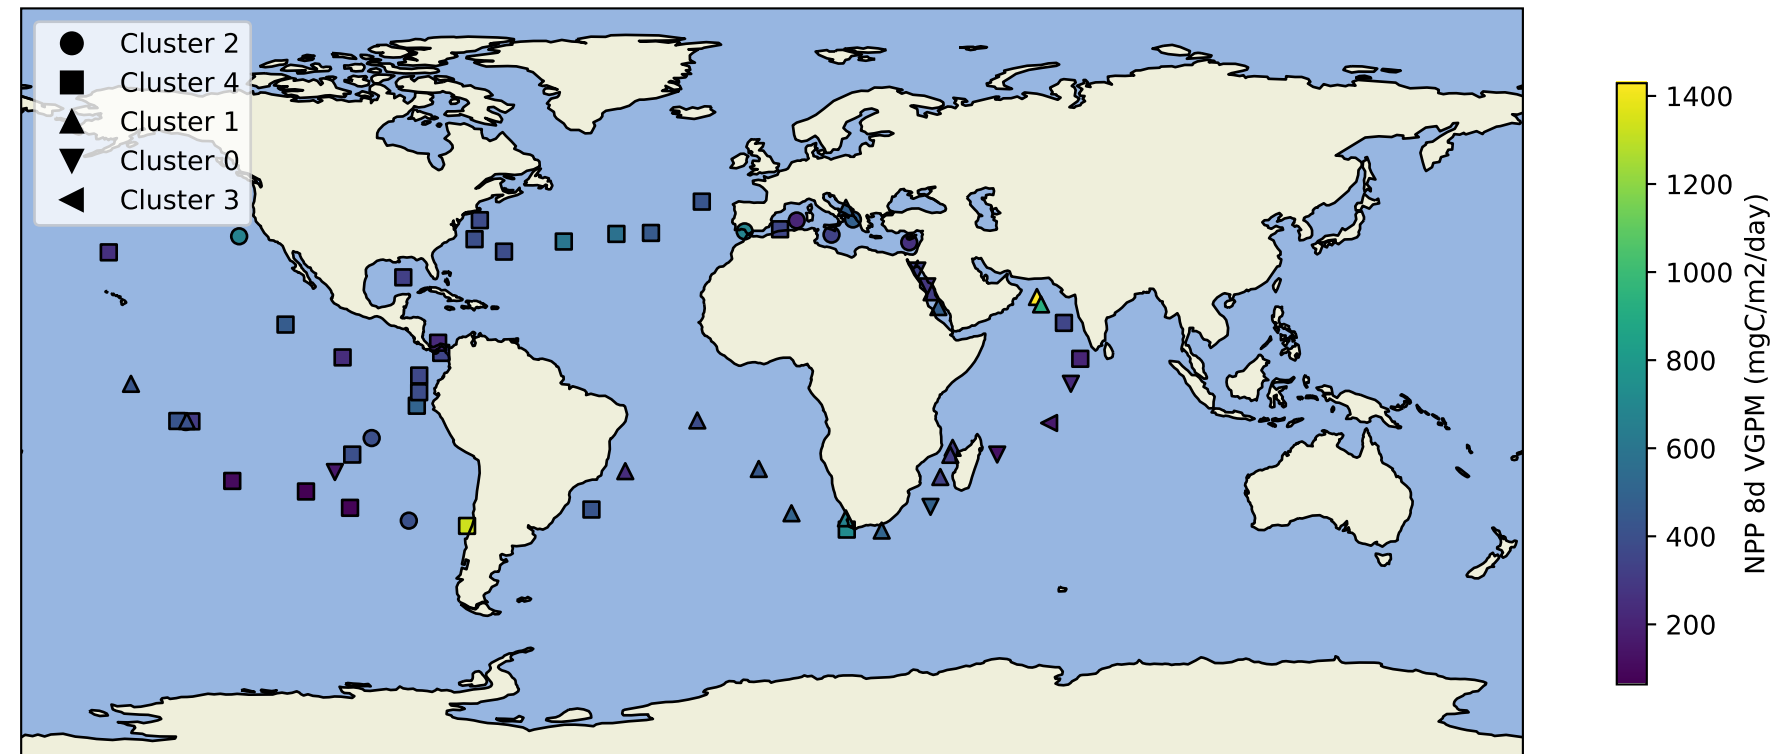 Cluster 2
Cluster 4
Cluster 1
Cluster 0
Cluster 3
1400
1200
1000
800
600
400
200
NPP 8d VGPM (mgC/m2/day)